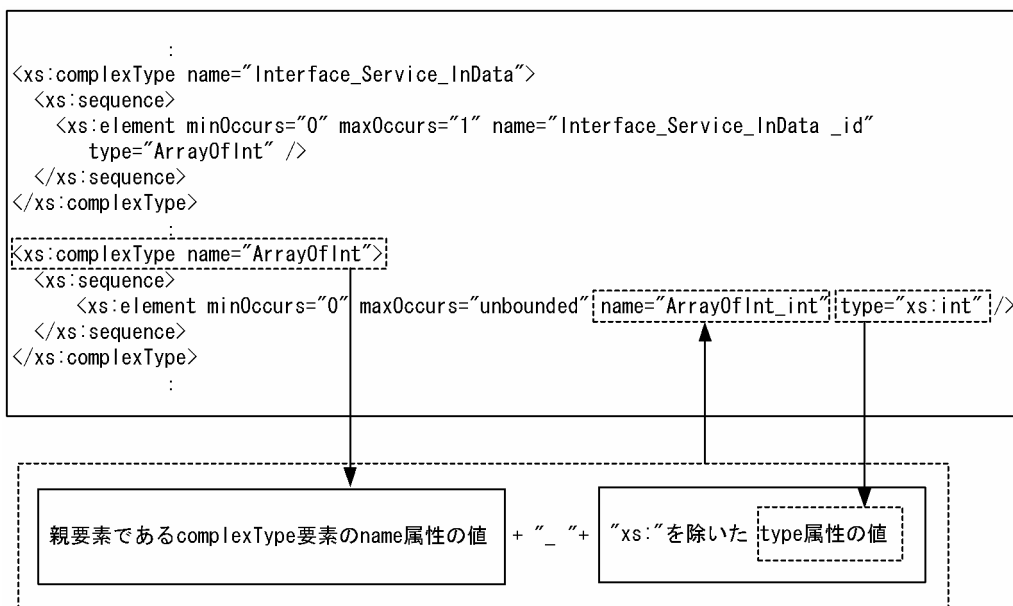 :
<xs:complexType name="Interface_Service_InData">
<xs:sequence>
<xs:element minOccurs="0" maxOccurs="1" name="Interface_Service_InData _id"
type="ArrayOfInt" />
</xs:sequence>
</xs:complexType>
:
<xs:complexType name="ArrayOfInt">
<xs:sequence>
<xs:element minOccurs="0" maxOccurs="unbounded" name="ArrayOfInt_int" type="xs:int" />
</xs:sequence>
</xs:complexType>
:
親要素であるcomplexType要素のname属性の値 + "_ "+ "xs:"を除いた type属性の値